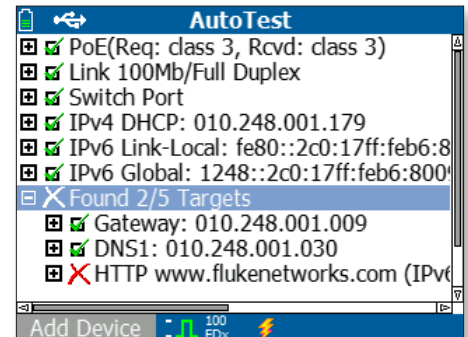 AutoTest
PoE(Req: class 3, Rcvd: class 3)
Link 100Mb/Full Duplex
Switch Port
IPv4 DHCP: 010.248.001.179
IPv6 Link-Local: fe80::2c0:17ff:feb6:8
IPv6 Global: 1248::2c0:17ff:feb6:800
Found 2/5 Targets
Gateway: 010.248.001.009
DNS1: 010.248.001.030
HTTP www.flukenetworks.com (IPv
Add Device 100
FDx